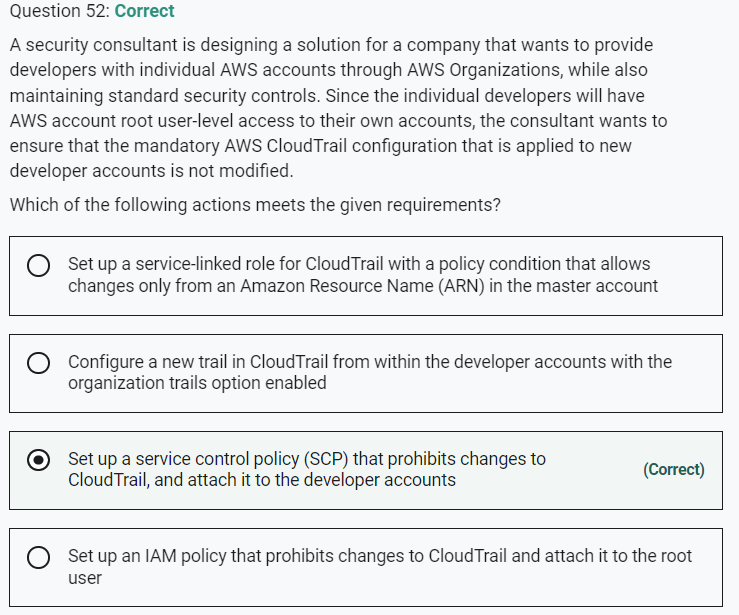 Question 52: Correct
A security consultant is designing a solution for a company that wants to provide
developers with individual AWS accounts through AWS Organizations, while also
maintaining standard security controls. Since the individual developers will have
AWS account root user-level access to their own accounts, the consultant wants to
ensure that the mandatory AWS CloudTrail configuration that is applied to new
developer accounts is not modified.
Which of the following actions meets the given requirements?
Set up a service-linked role for CloudTrail with a policy condition that allows
changes only from an Amazon Resource Name (ARN) in the master account
Configure a new trail in CloudTrail from within the developer accounts with the
organization trails option enabled
Set up a service control policy (SCP) that prohibits changes to
CloudTrail, and attach it to the developer accounts
(Correct)
Set up an IAM policy that prohibits changes to CloudTrail and attach it to the root
user